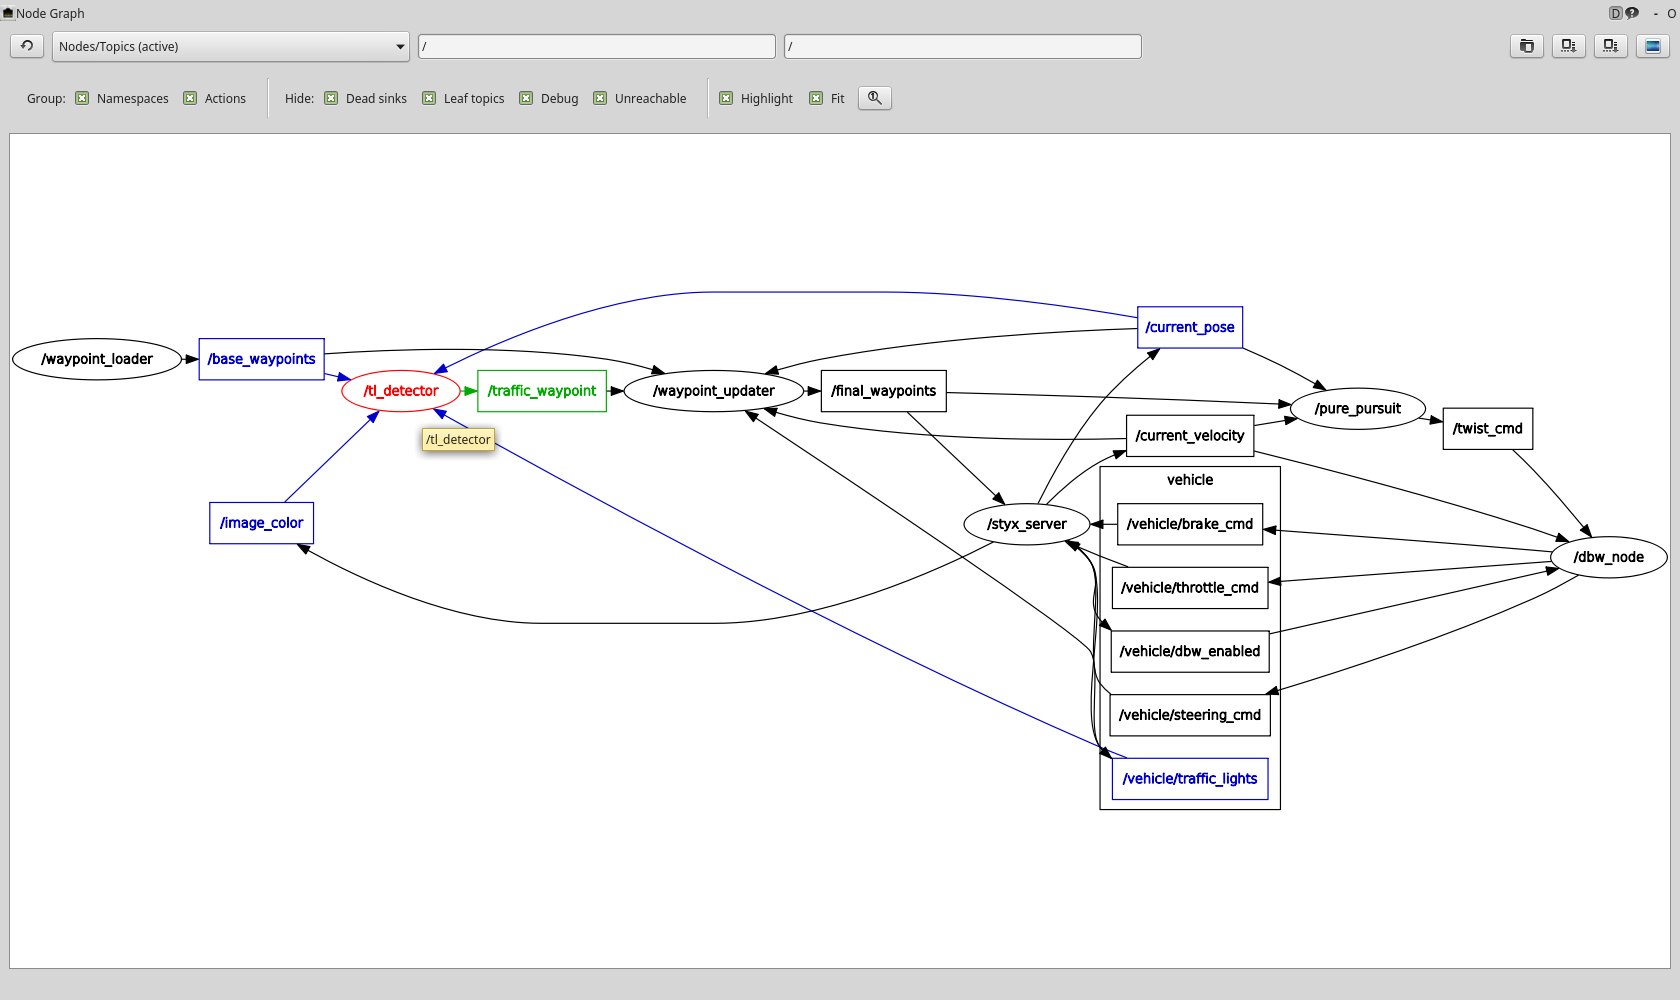 Node Graph
D ? - O
Nodes/Topics (active)
/
/
Group: Namespaces Actions Hide: Dead sinks Leaf topics Debug Unreachable Highlight Fit 1
/current_pose
/waypoint_loader
/base_waypoints
/tl_detector
/traffic_waypoint
/waypoint_updater
/final_waypoints
/pure_pursuit
/twist_cmd
/current_velocity
/tl_detector
vehicle
/image_color
/styx_server
/vehicle/brake_cmd
/dbw_node
/vehicle/throttle_cmd
/vehicle/dbw_enabled
/vehicle/steering_cmd
/vehicle/traffic_lights